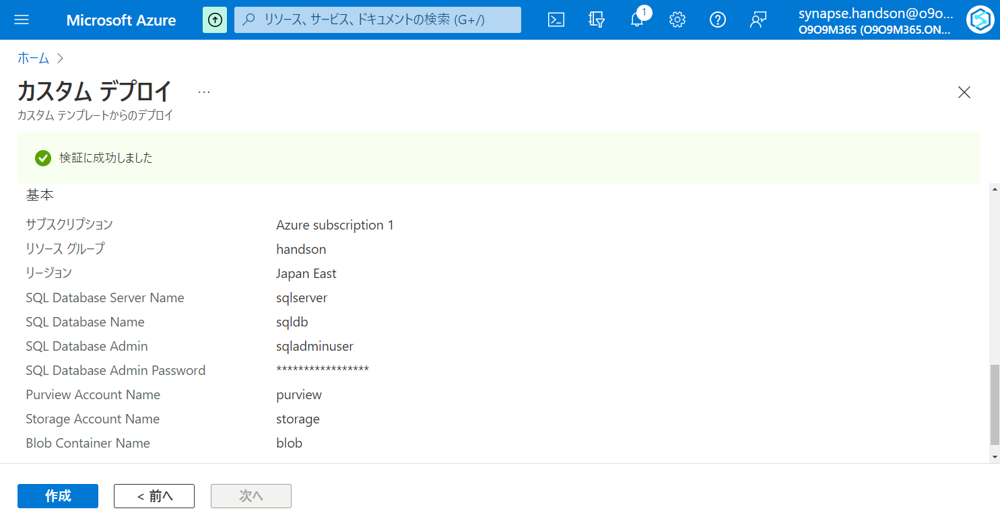 Microsoft Azure
リソース、サービス、ドキュメントの検索 (G+/)
1
synapse.handson@o9o...
O9O9M365 (O9O9M365.ON...
ホーム >
カスタム デプロイ ...
カスタム テンプレートからのデプロイ
検証に成功しました
基本
サブスクリプション Azure subscription 1
リソース グループ handson
リージョン Japan East
SQL Database Server Name sqlserver
SQL Database Name sqldb
SQL Database Admin sqladminuser
SQL Database Admin Password *****************
Purview Account Name purview
Storage Account Name storage
Blob Container Name blob
作成 < 前へ 次へ